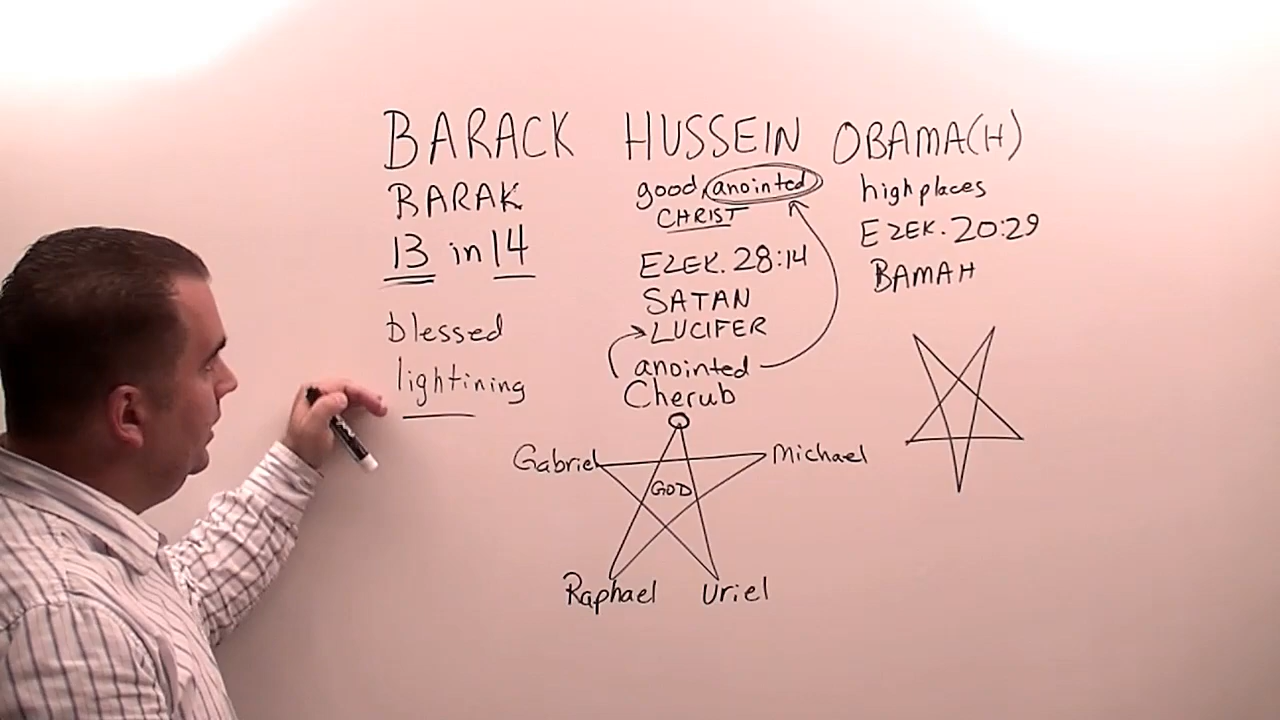 BARACK HUSSEIN OBAMA(H)
BARAK
13 in 14
blessed
lightining
good, anointed
CHRIST
EZEK. 28:14
SATAN
LUCIFER
anointed
Cherub
Gabriel Michael
GOD
Raphael Uriel
high places
EZEK. 20:29
BAMAH